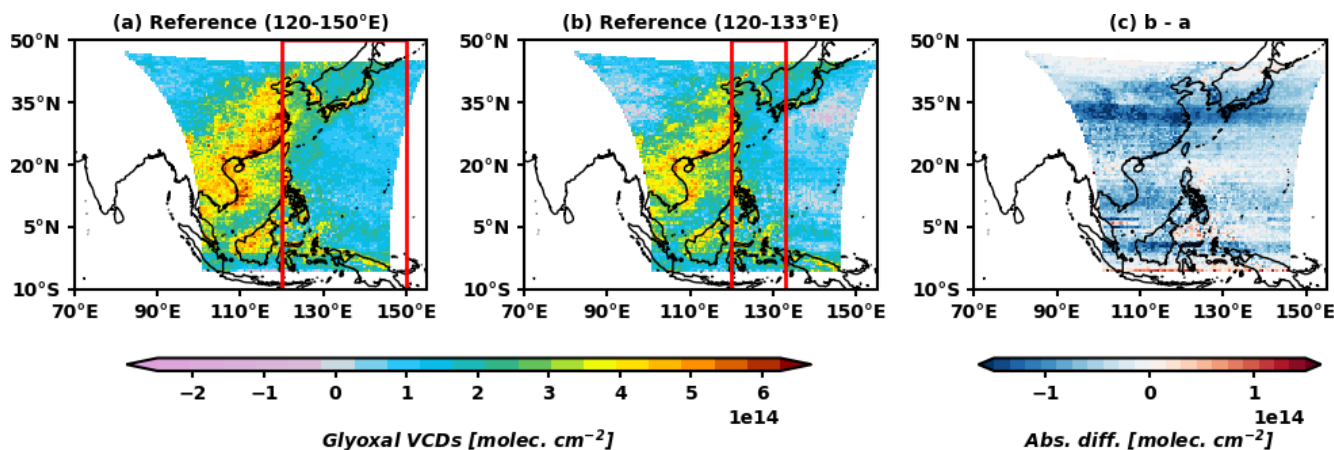 (a) Reference (120-150°E)
(b) Reference (120-133°E)
(c) b - a
50°N
35°N
20°N
5°N
10°S
70°E 90°E 110°E 130°E 150°E
50°N
35°N
20°N
5°N
10°S
70°E 90°E 110°E 130°E 150°E
50°N
35°N
20°N
5°N
10°S
70°E 90°E 110°E 130°E 150°E
−2 −1 0 1 2 3 4 5 6
1e14
Glyoxal VCDs [molec. cm⁻²]
−1 0 1
1e14
Abs. diff. [molec. cm⁻²]